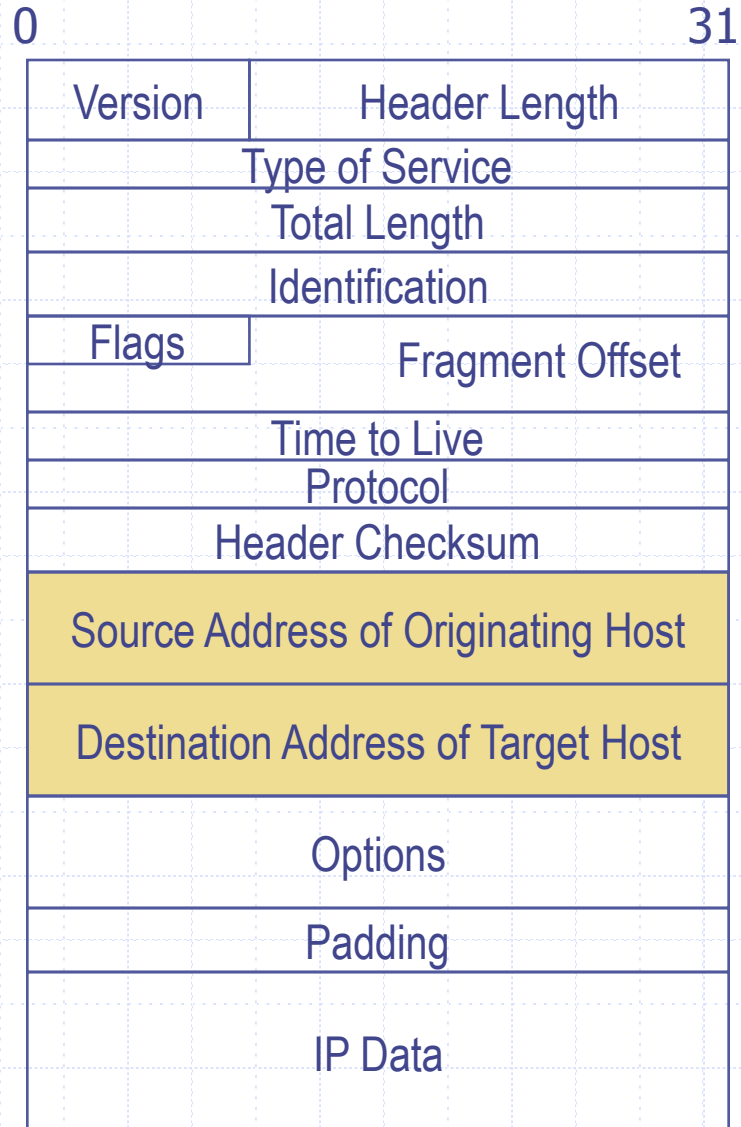 0 31
Version Header Length
Type of Service
Total Length
Identification
Flags
Fragment Offset
Time to Live
Protocol
Header Checksum
Source Address of Originating Host
Destination Address of Target Host
Options
Padding
IP Data